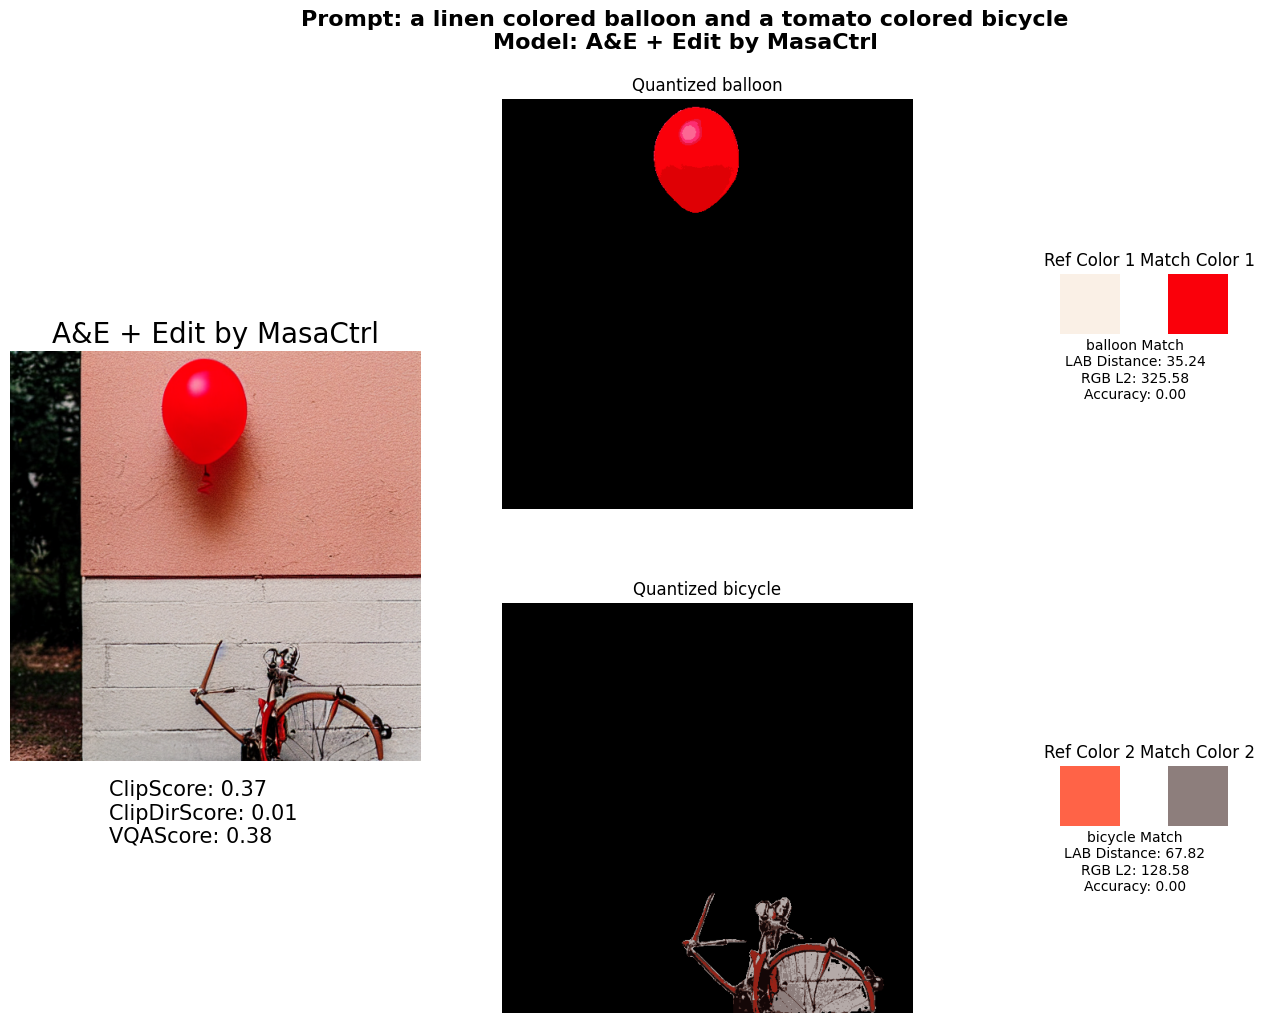 Prompt: a linen colored balloon and a tomato colored bicycle
Model: A&E + Edit by MasaCtrl
Quantized balloon
Ref Color 1 Match Color 1
balloon Match
LAB Distance: 35.24
RGB L2: 325.58
Accuracy: 0.00
A&E + Edit by MasaCtrl
ClipScore: 0.37
ClipDirScore: 0.01
VQAScore: 0.38
Quantized bicycle
Ref Color 2 Match Color 2
bicycle Match
LAB Distance: 67.82
RGB L2: 128.58
Accuracy: 0.00